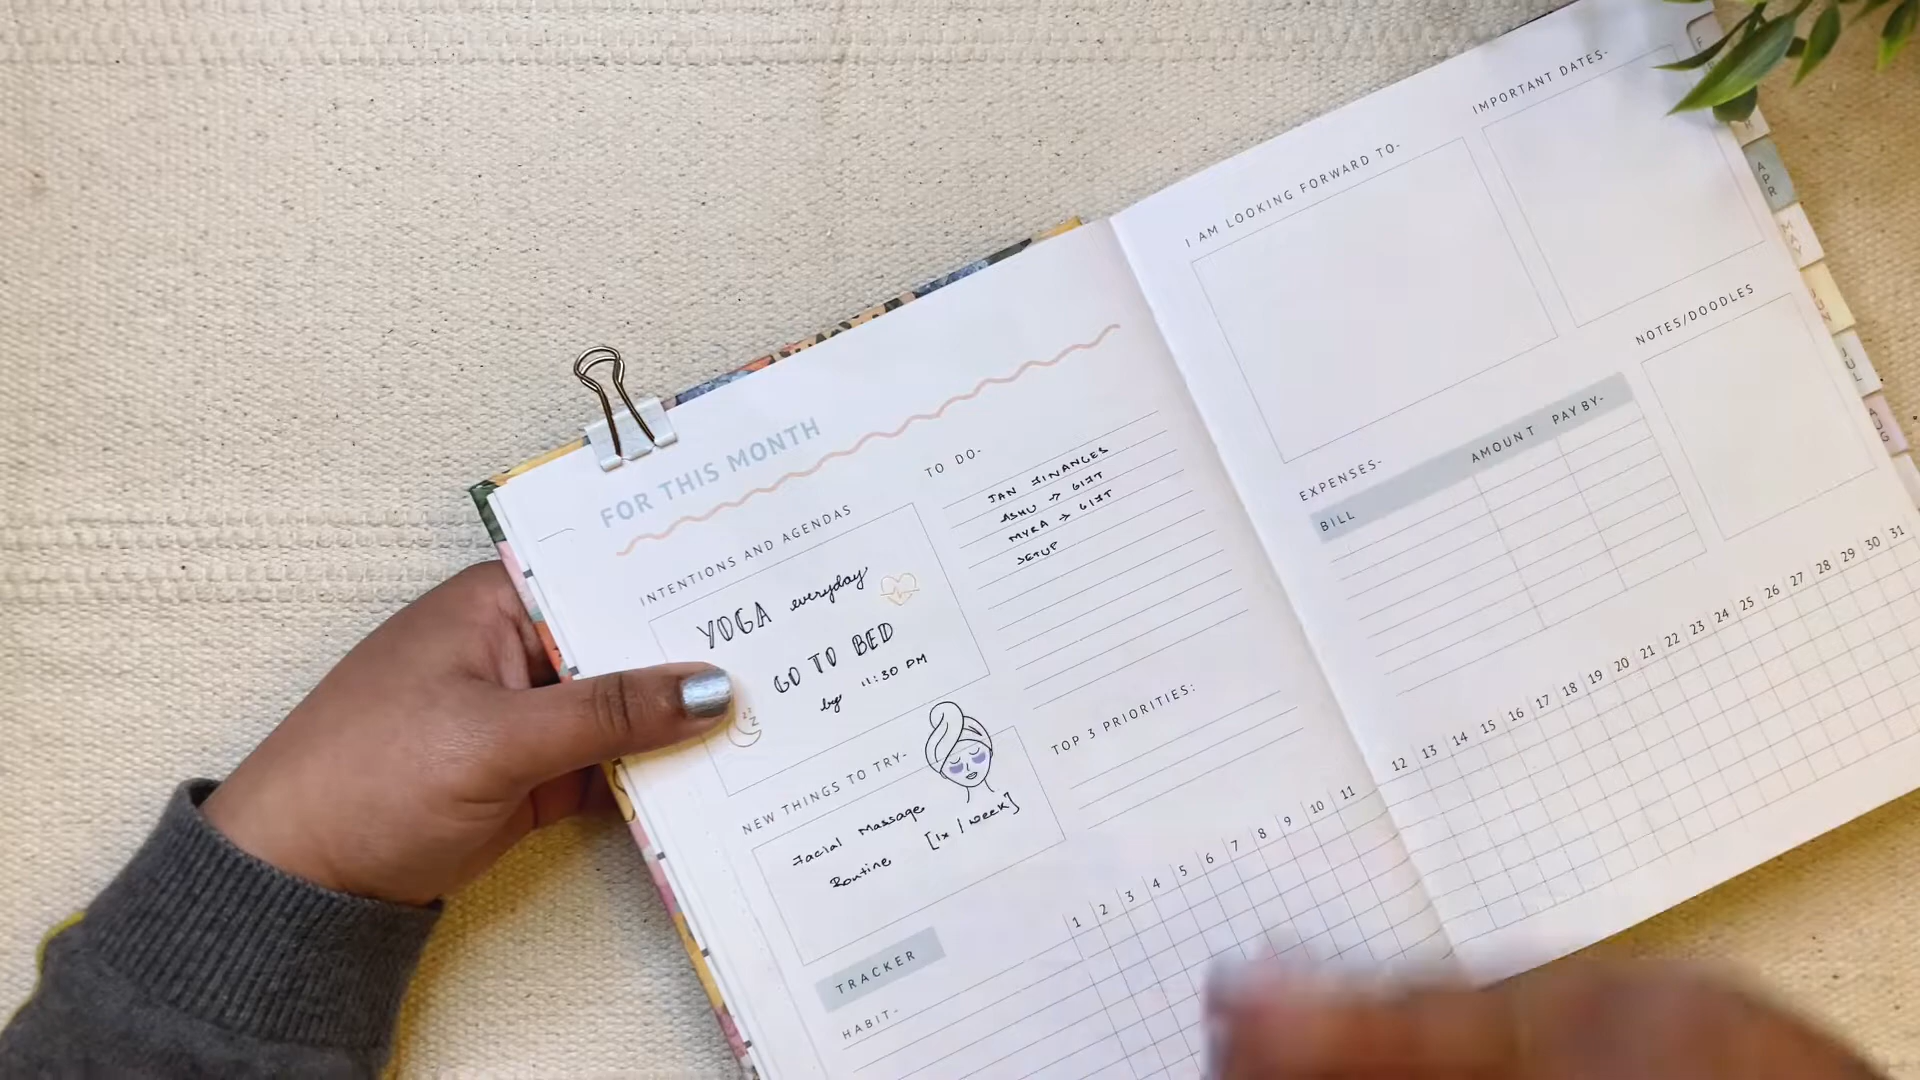 FOR THIS MONTH
INTENTIONS AND AGENDAS
YOGA everyday
GO TO BED
by 11:30 PM
zz
Z
NEW THINGS TO TRY-
Facial Massage
Routine [1x / week]
TO DO-
JAN FINANCES
ASHU → GIFT
MYRA → GIFT
SETUP
TOP 3 PRIORITIES:
TRACKER
HABIT-
1 2 3 4 5 6 7 8 9 10 11
I AM LOOKING FORWARD TO-
IMPORTANT DATES-
EXPENSES-
BILL AMOUNT PAY BY-
NOTES/DOODLES
12 13 14 15 16 17 18 19 20 21 22 23 24 25 26 27 28 29 30 31
APR
MAY
JUN
JUL
AUG